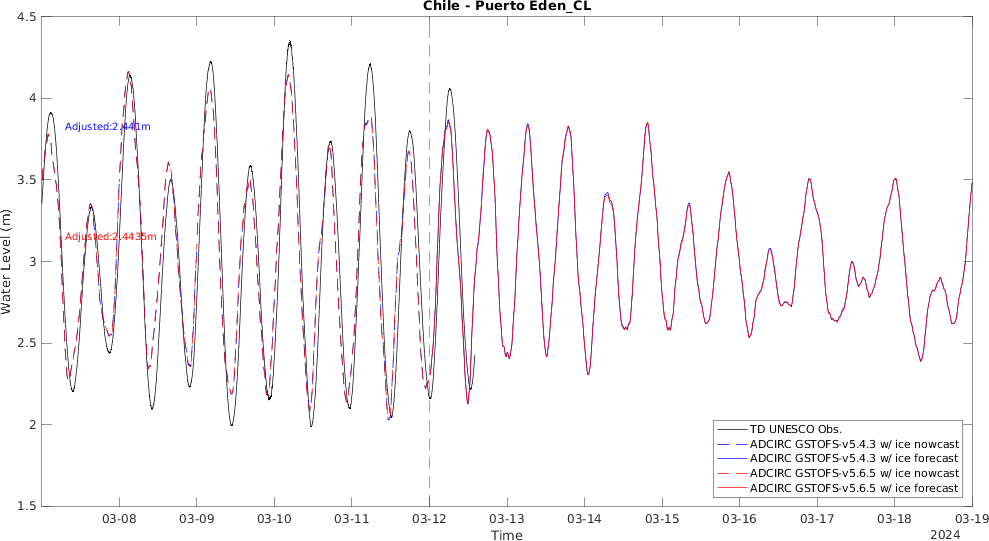 Chile - Puerto Eden_CL
4.5
4
3.5
3
2.5
2
1.5
Water Level (m)
Adjusted:2.441m
Adjusted:2.4435m
TD UNESCO Obs.
ADCIRC GSTOFS-v5.4.3 w/ ice nowcast
ADCIRC GSTOFS-v5.4.3 w/ ice forecast
ADCIRC GSTOFS-v5.6.5 w/ ice nowcast
ADCIRC GSTOFS-v5.6.5 w/ ice forecast
03-08 03-09 03-10 03-11 03-12 03-13 03-14 03-15 03-16 03-17 03-18 03-19
Time
2024